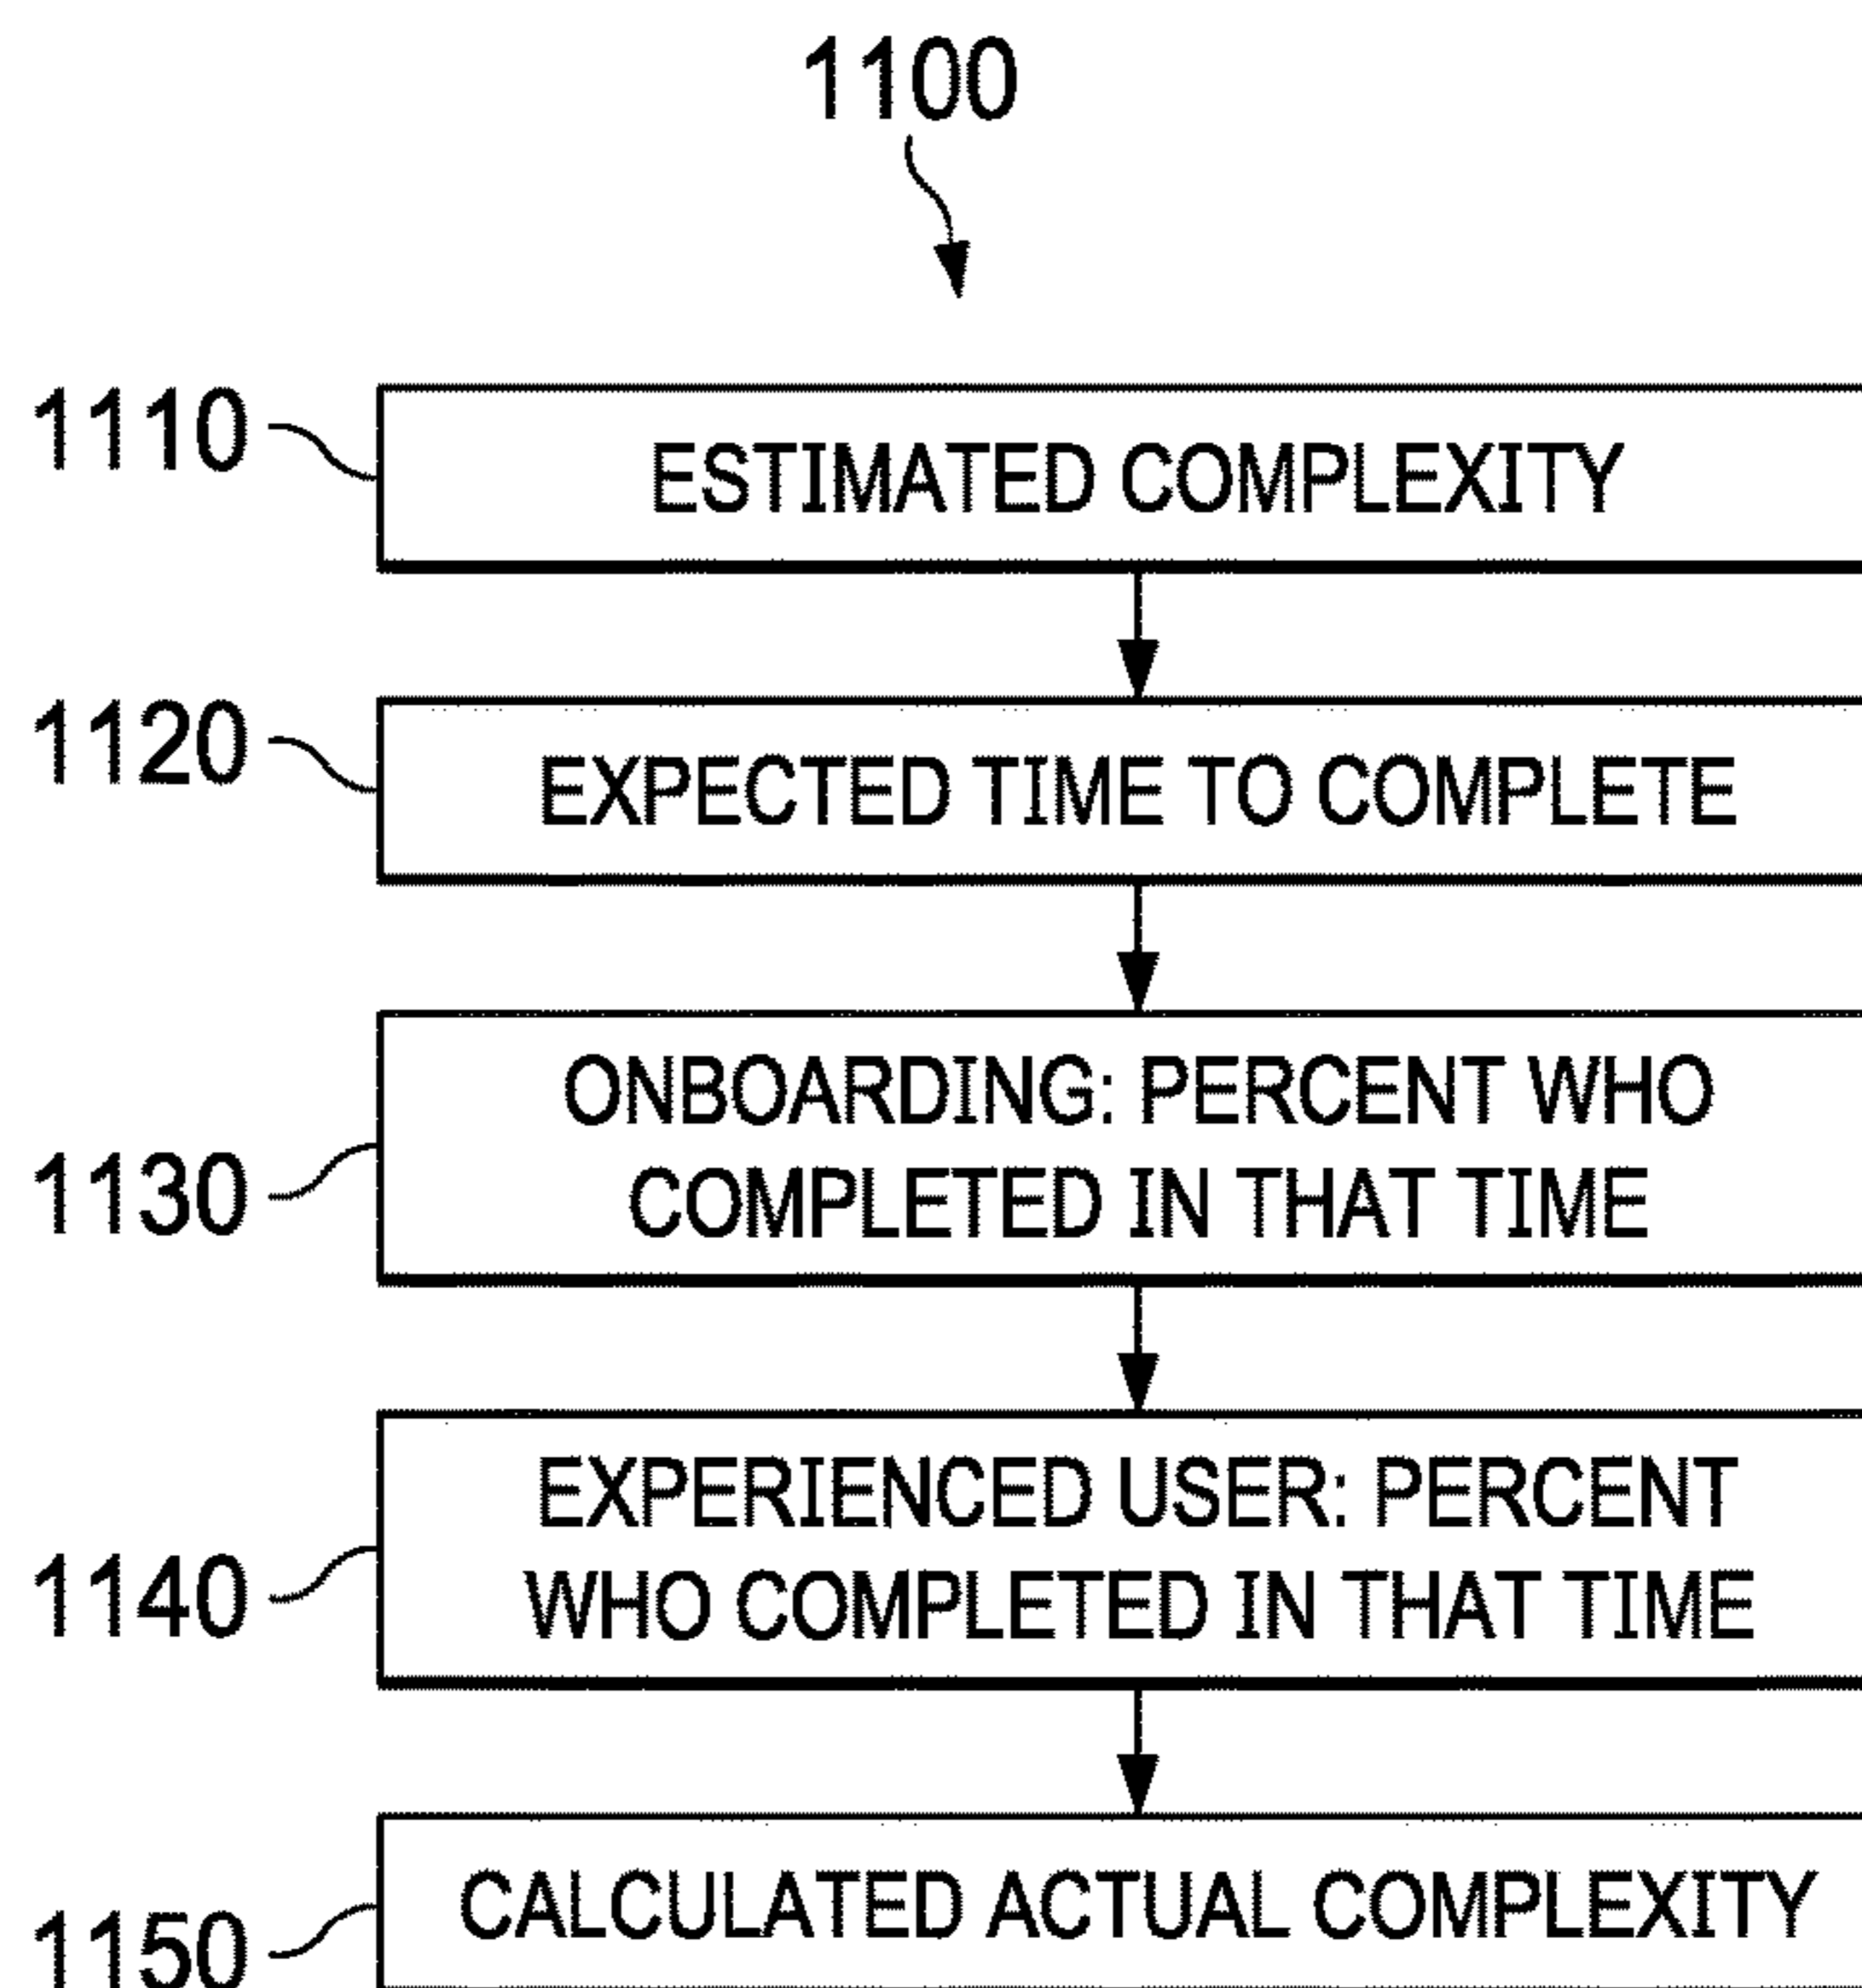 1100
1110
ESTIMATED COMPLEXITY
1120
EXPECTED TIME TO COMPLETE
1130
ONBOARDING: PERCENT WHO
COMPLETED IN THAT TIME
1140
EXPERIENCED USER: PERCENT
WHO COMPLETED IN THAT TIME
1150
CALCULATED ACTUAL COMPLEXITY